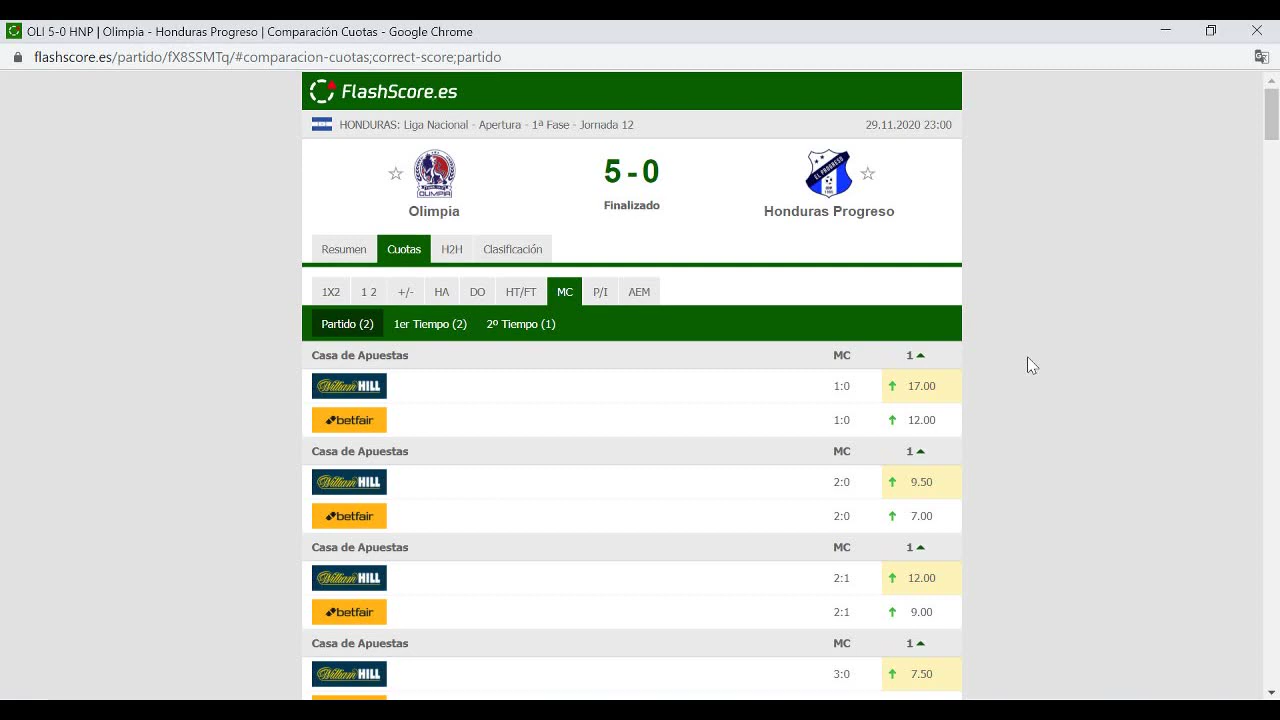 OLI 5-0 HNP | Olimpia - Honduras Progreso | Comparación Cuotas - Google Chrome
flashscore.es/partido/fX8SSMTq/#comparacion-cuotas;correct-score;partido
FlashScore.es
HONDURAS: Liga Nacional - Apertura - 1ª Fase - Jornada 12 29.11.2020 23:00
OLIMPIA
EL PROGRESO
5 - 0
Finalizado
Olimpia Honduras Progreso
Resumen Cuotas H2H Clasificación
1X2 1 2 +/- HA DO HT/FT MC P/I AEM
Partido (2) 1er Tiempo (2) 2º Tiempo (1)
Casa de Apuestas MC 1
William HILL 1:0 17.00
betfair 1:0 12.00
Casa de Apuestas MC 1
William HILL 2:0 9.50
betfair 2:0 7.00
Casa de Apuestas MC 1
William HILL 2:1 12.00
betfair 2:1 9.00
Casa de Apuestas MC 1
William HILL 3:0 7.50